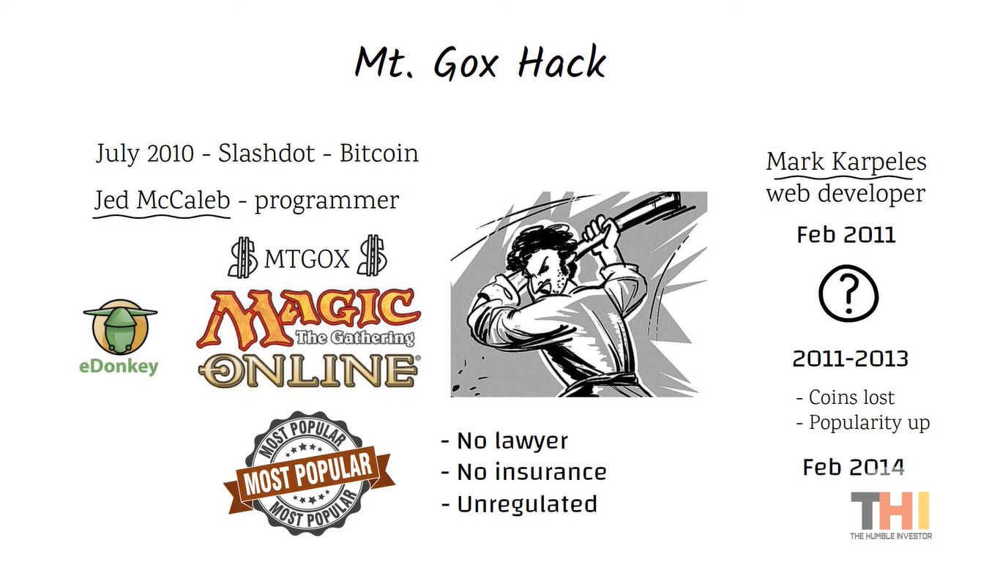 Mt. Gox Hack
July 2010 - Slashdot - Bitcoin
Jed McCaleb - programmer
$ MTGOX $
eDonkey
MAGIC
The Gathering
ONLINE®
MOST POPULAR
MOST POPULAR
MOST POPULAR
- No lawyer
- No insurance
- Unregulated
Mark Karpeles
web developer
Feb 2011
?
2011-2013
- Coins lost
- Popularity up
Feb 2014
THI
THE HUMBLE INVESTOR